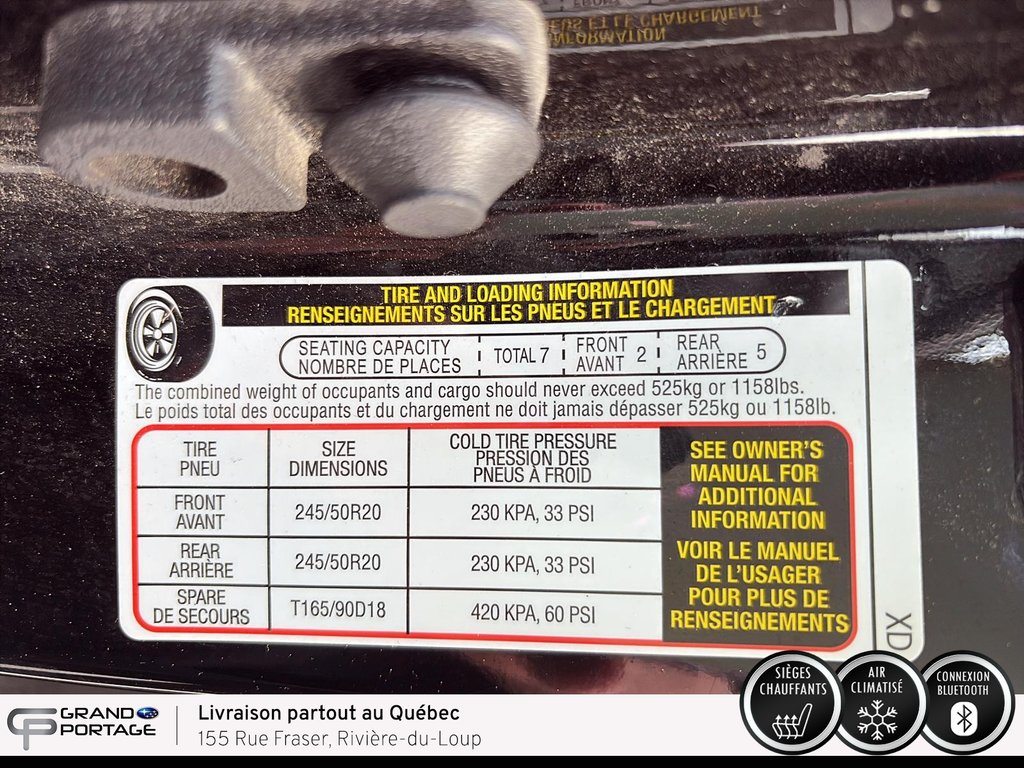 EUS ET LE CHARGEMENT
INFORMATION
TIRE AND LOADING INFORMATION
RENSEIGNEMENTS SUR LES PNEUS ET LE CHARGEMENT
SEATING CAPACITY
NOMBRE DE PLACES
TOTAL 7
FRONT
AVANT 2
REAR
ARRIÈRE 5
The combined weight of occupants and cargo should never exceed 525kg or 1158lbs.
Le poids total des occupants et du chargement ne doit jamais dépasser 525kg ou 1158lb.
TIRE
PNEU
SIZE
DIMENSIONS
COLD TIRE PRESSURE
PRESSION DES
PNEUS À FROID
FRONT
AVANT
245/50R20
230 KPA, 33 PSI
REAR
ARRIÈRE
245/50R20
230 KPA, 33 PSI
SPARE
DE SECOURS
T165/90D18
420 KPA, 60 PSI
SEE OWNER'S
MANUAL FOR
ADDITIONAL
INFORMATION
VOIR LE MANUEL
DE L'USAGER
POUR PLUS DE
RENSEIGNEMENTS
XD
SIÈGES
CHAUFFANTS
AIR
CLIMATISÉ
CONNEXION
BLUETOOTH
GP GRAND
PORTAGE
Livraison partout au Québec
155 Rue Fraser, Rivière-du-Loup